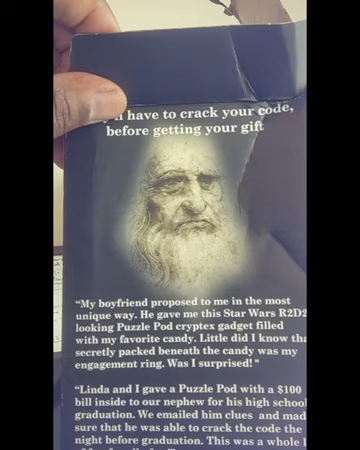 have to crack your code,
before getting your gift
"My boyfriend proposed to me in the most
unique way. He gave me this Star Wars R2D2
looking Puzzle Pod cryptex gadget filled
with my favorite candy. Little did I know tha
secretly packed beneath the candy was my
engagement ring. Was I surprised! "
"Linda and I gave a Puzzle Pod with a $100
bill inside to our nephew for his high school
graduation. We emailed him clues and mad
sure that he was able to crack the code the
night before graduation. This was a whole l